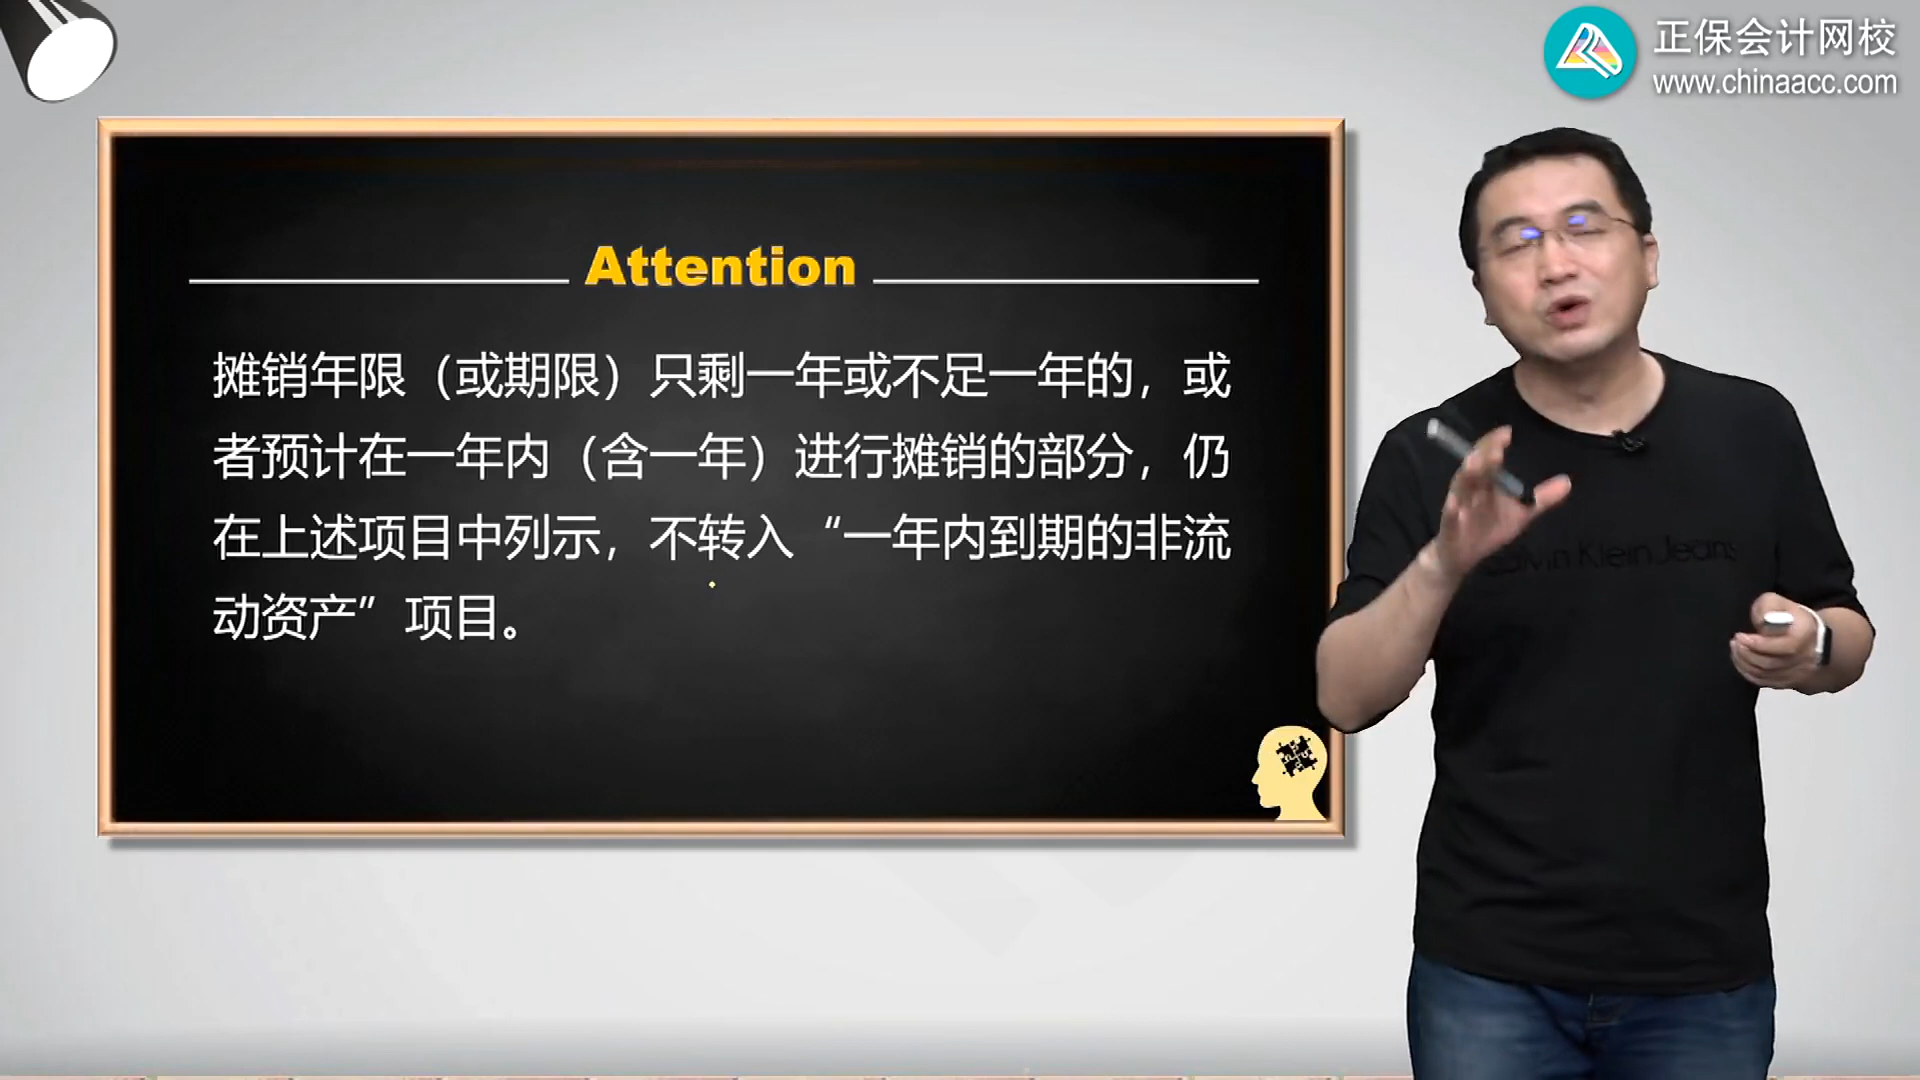 正保会计网校
www.chinaacc.com
Attention
摊销年限（或期限）只剩一年或不足一年的，或
者预计在一年内（含一年）进行摊销的部分，仍
在上述项目中列示，不转入“一年内到期的非流
动资产”项目。
Calvin Klein Jeans